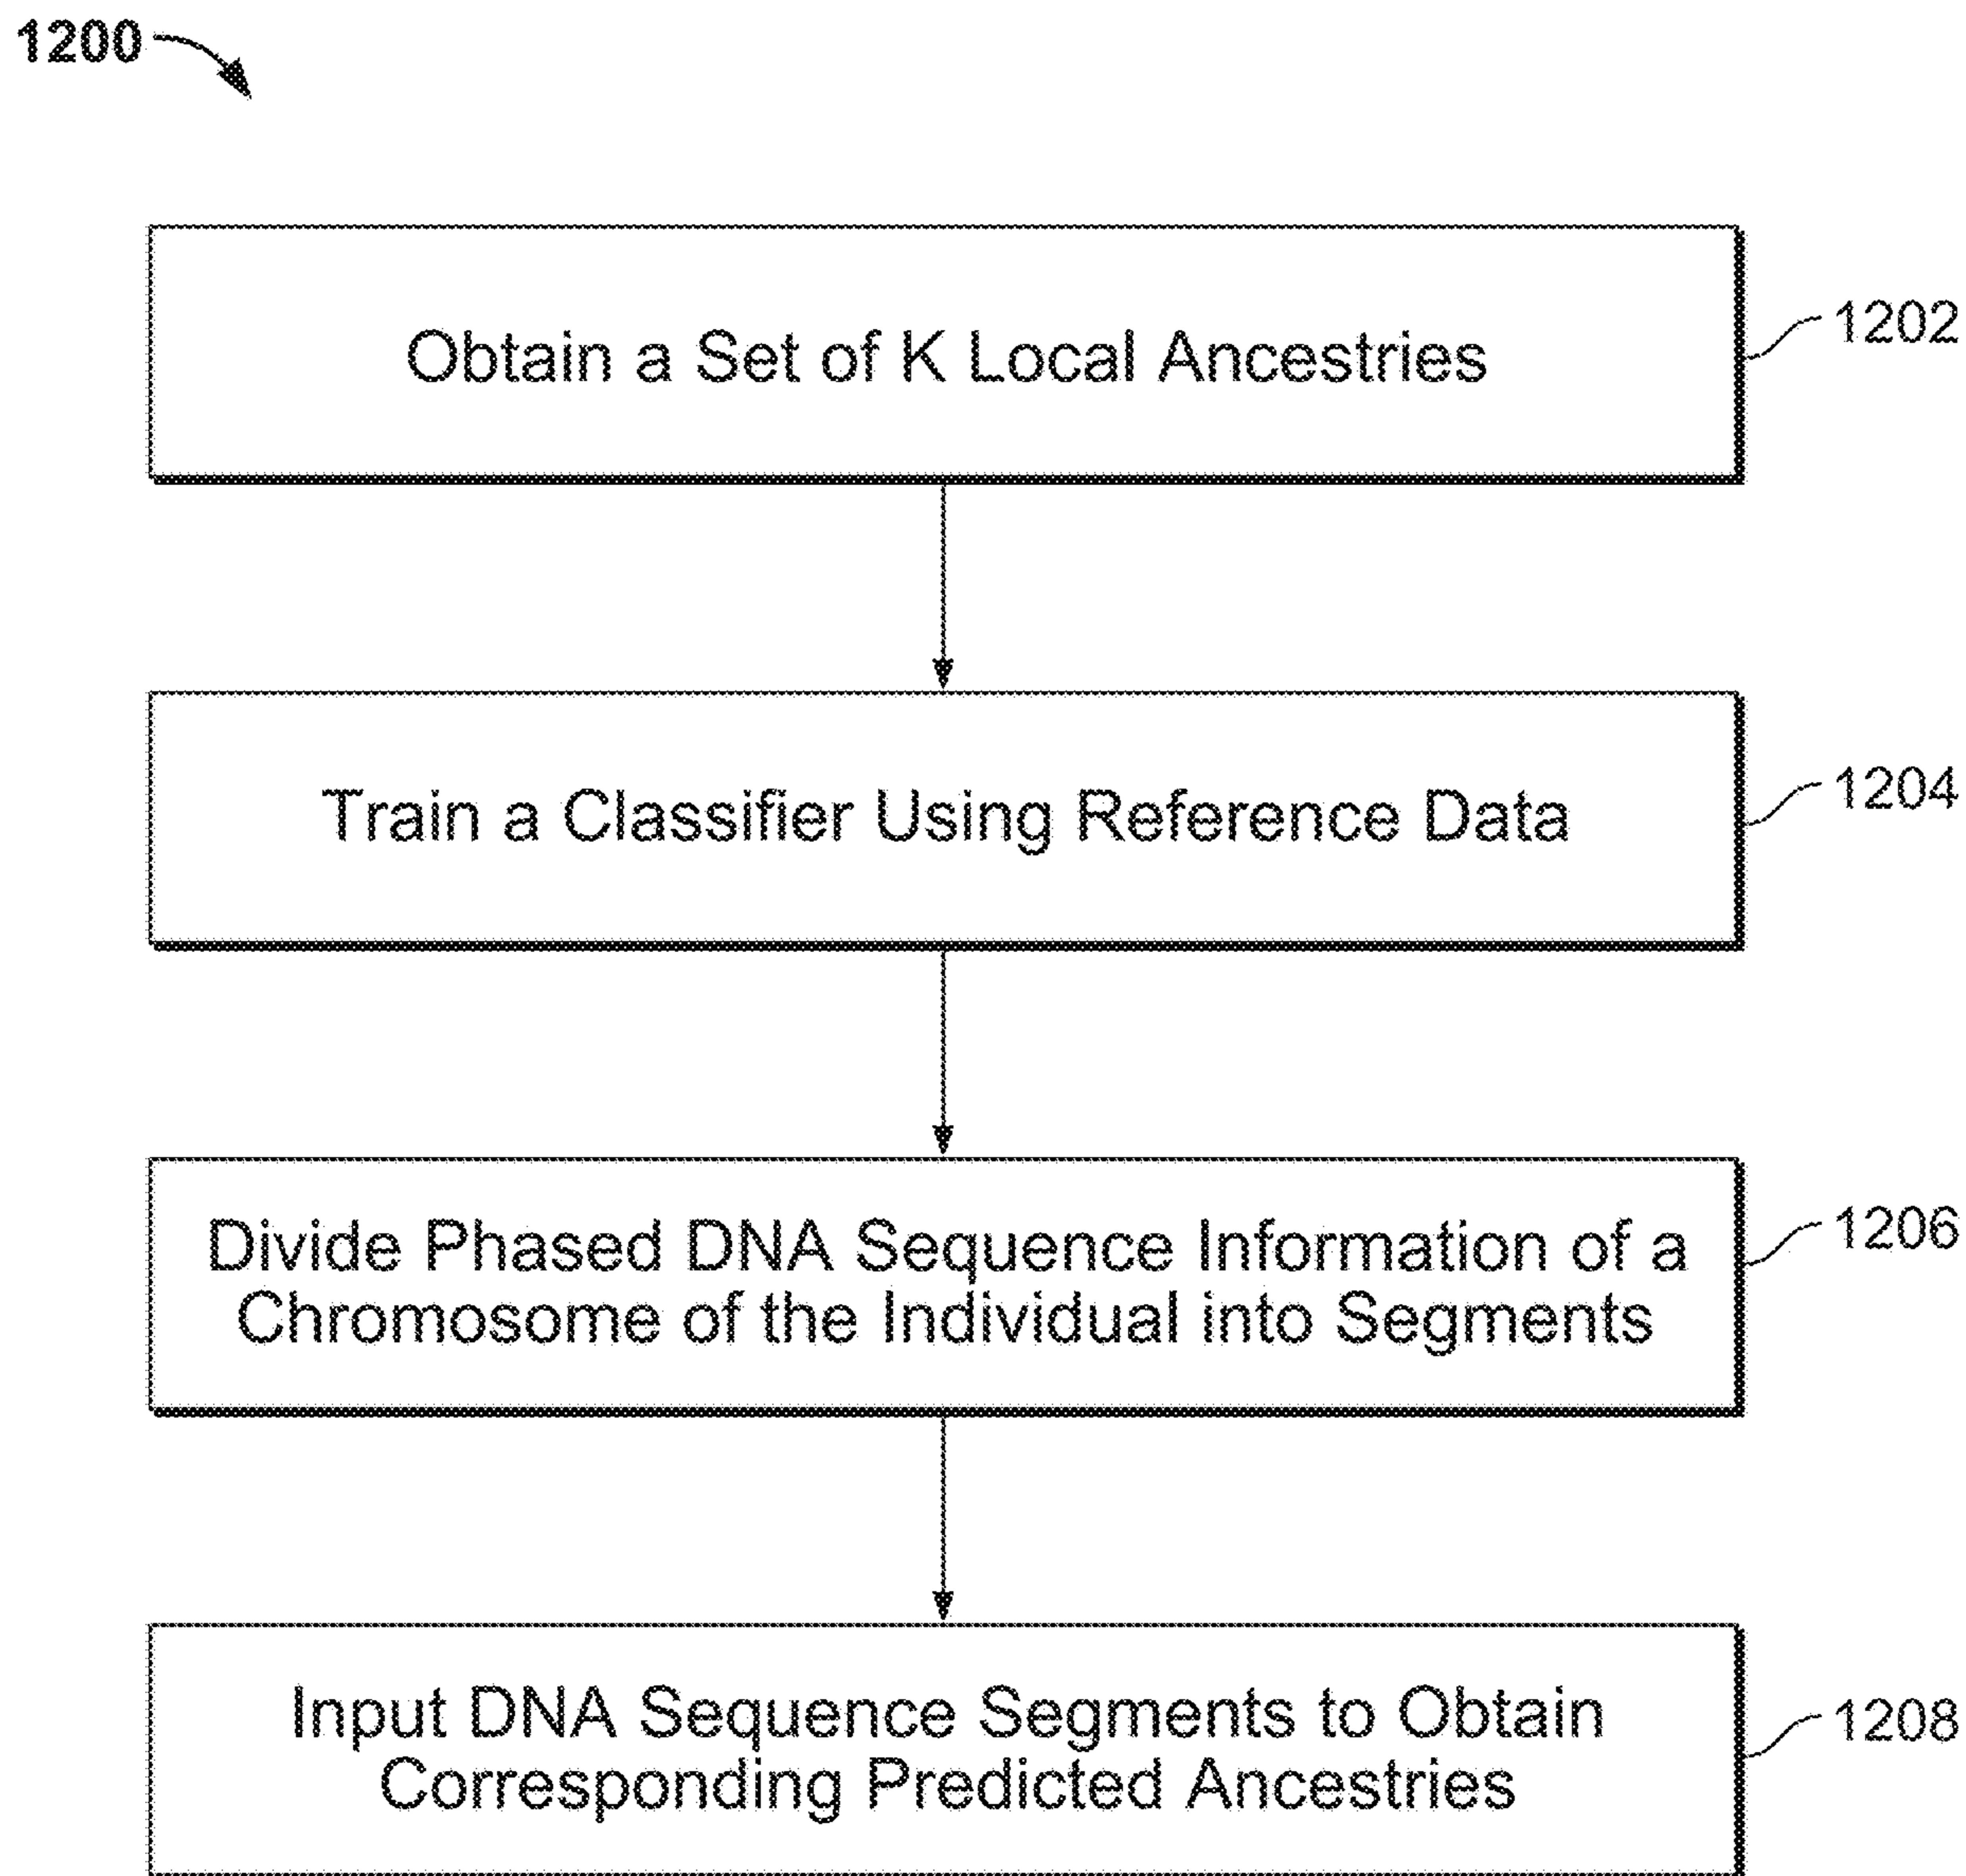 1200
Obtain a Set of K Local Ancestries
1202
Train a Classifier Using Reference Data
1204
Divide Phased DNA Sequence Information of a
Chromosome of the Individual into Segments
1206
Input DNA Sequence Segments to Obtain
Corresponding Predicted Ancestries
1208